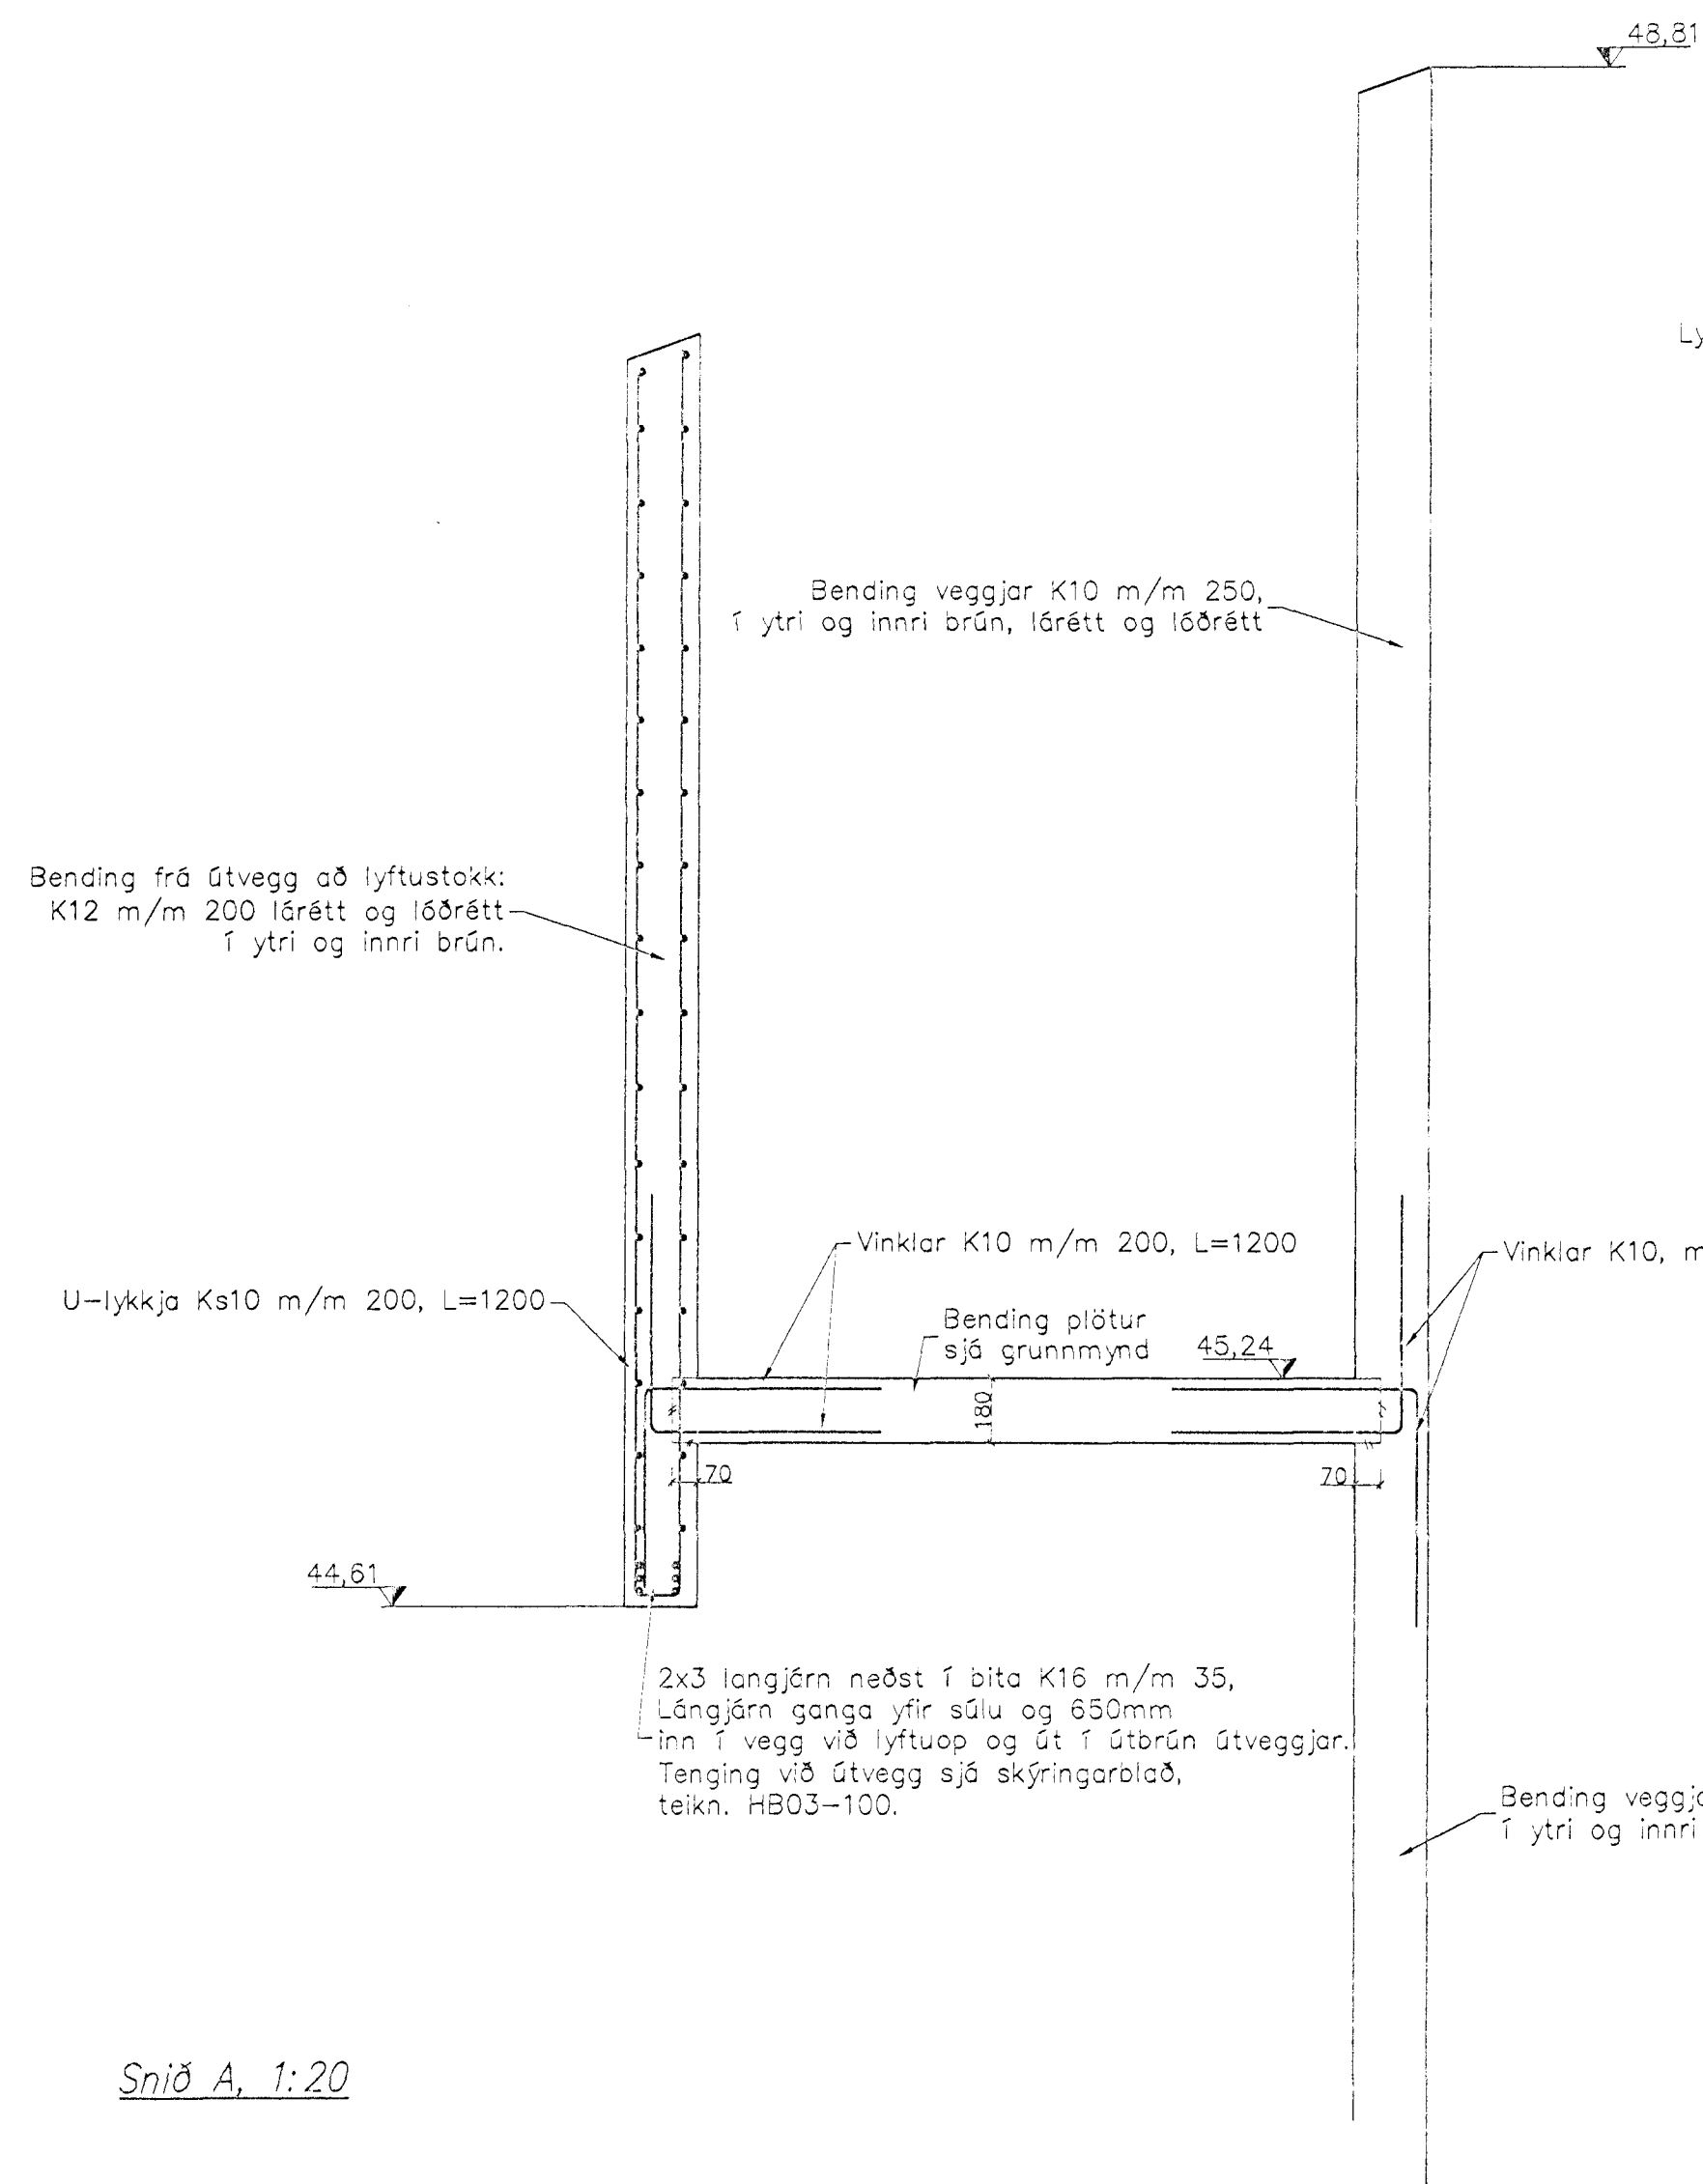 48,81
Ly
Bending veggjar K10 m/m 250,
í ytri og innri brún, lárétt og lóðrétt
Bending frá útvegg að lyftustokk:
K12 m/m 200 lárétt og lóðrétt
í ytri og innri brún.
Vinklar K10 m/m 200, L=1200
Vinklar K10, m
U-lykkja Ks10 m/m 200, L=1200
Bending plötur
sjá grunnmynd
45,24
180
70
70
44,61
2x3 langjárn neðst í bita K16 m/m 35,
Lángjárn ganga yfir súlu og 650mm
inn í vegg við lyftuop og út í útbrún útveggjar.
Tenging við útvegg sjá skýringarblað,
teikn. HB03-100.
Bending veggja
í ytri og innri
Snið A, 1:20